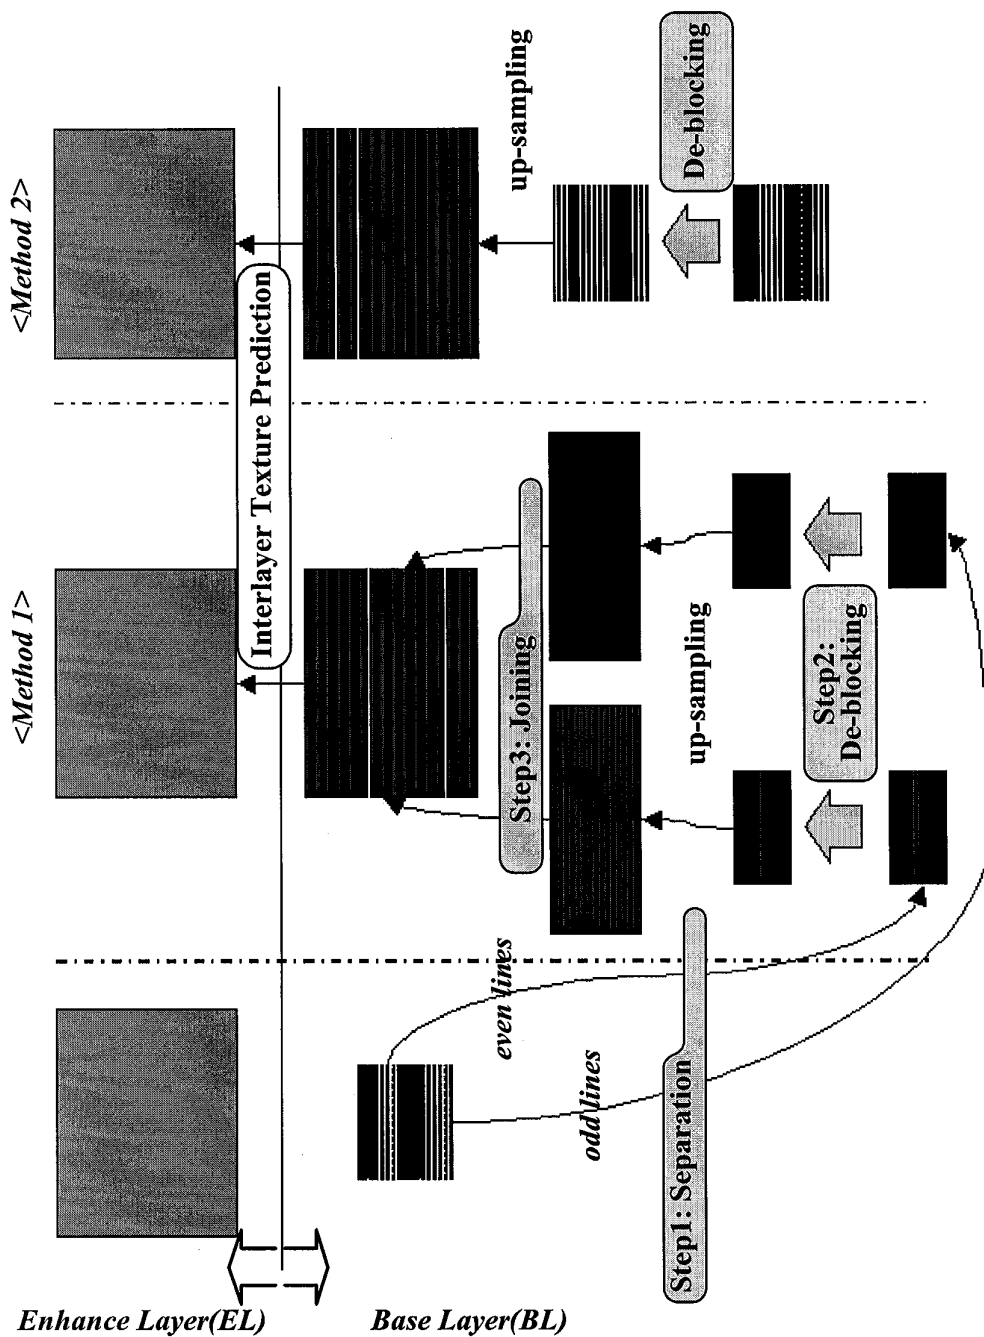 <Method 2>
<Method 1>
up-sampling
De-blocking
Interlayer Texture Prediction
Step3: Joining
up-sampling
Step2:
De-blocking
even lines
odd lines
Step1: Separation
Enhance Layer(EL)
Base Layer(BL)